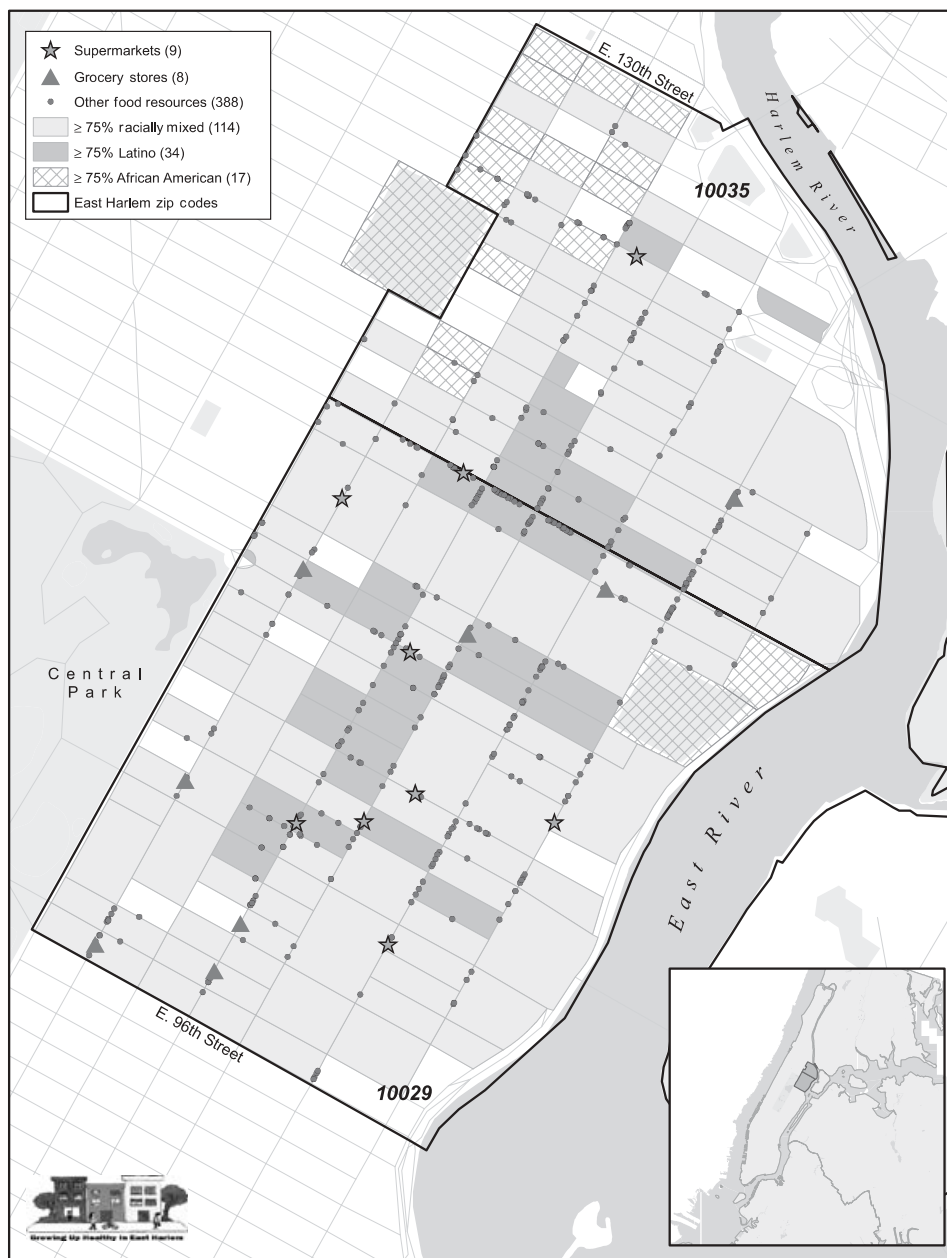 Supermarkets (9)
Grocery stores (8)
Other food resources (388)
≥ 75% racially mixed (114)
≥ 75% Latino (34)
≥ 75% African American (17)
East Harlem zip codes
E. 130th Street
Harlem River
10035
Central
Park
East River
E. 96th Street
10029
Growing Up Healthy in East Harlem